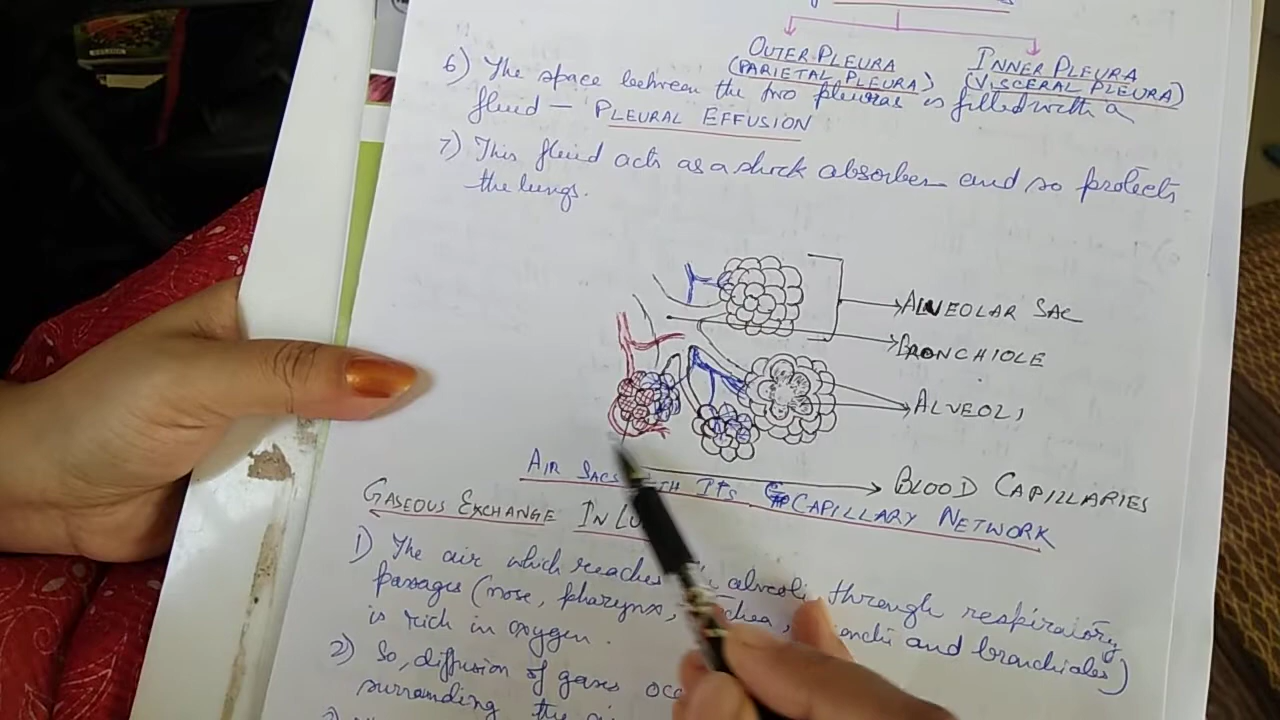 OUTER PLEURA
(PARIETAL PLEURA)
INNER PLEURA
(VISCERAL PLEURA)
6) The space between the two pleuras is filled with a
fluid — PLEURAL EFFUSION
7) This fluid acts as a shock absorber and so protects
the lungs.
ALVEOLAR SAC
BRONCHIOLE
ALVEOLI
BLOOD CAPILLARIES
AIR SACS ITS CAPILLARY NETWORK
GASEOUS EXCHANGE IN
1) The air which reaches alveoli through respiratory
passages (nose, pharynx, and bronchioles)
is rich in oxygen.
2) So, diffusion of gases
surrounding the